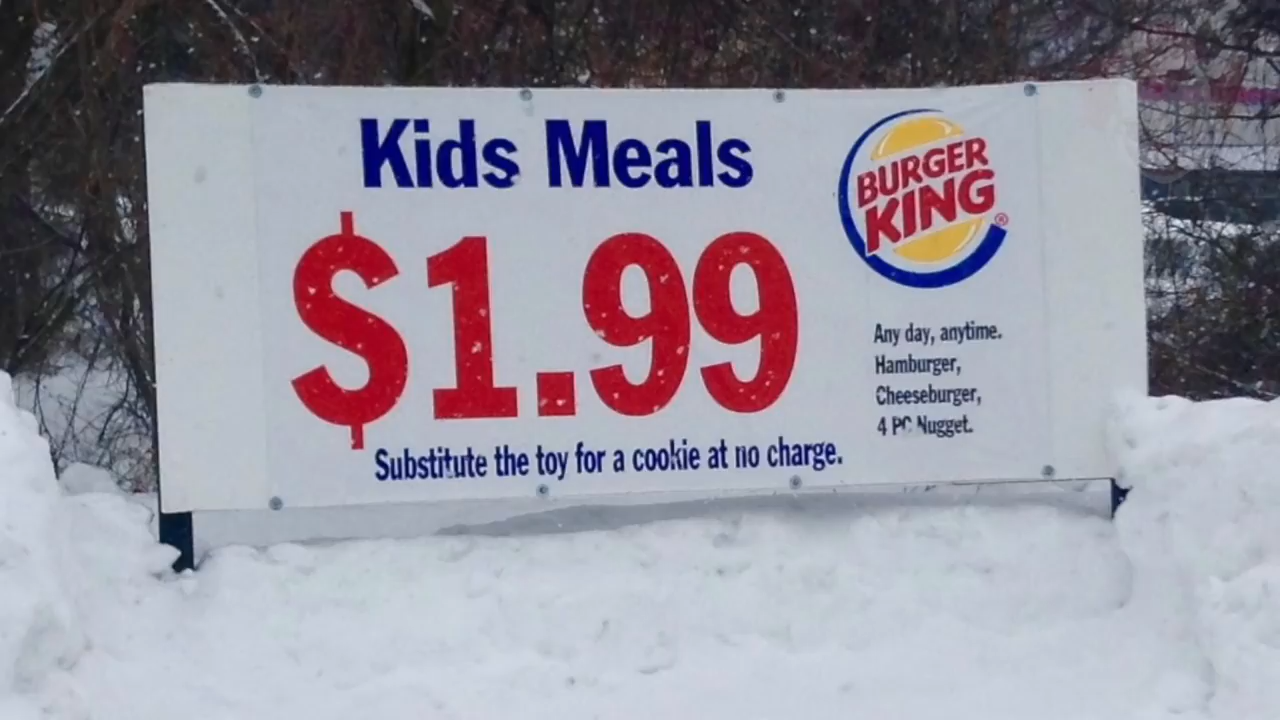 Kids Meals
$1.99
Substitute the toy for a cookie at no charge.
BURGER
KING®
Any day, anytime.
Hamburger,
Cheeseburger,
4 PC Nugget.